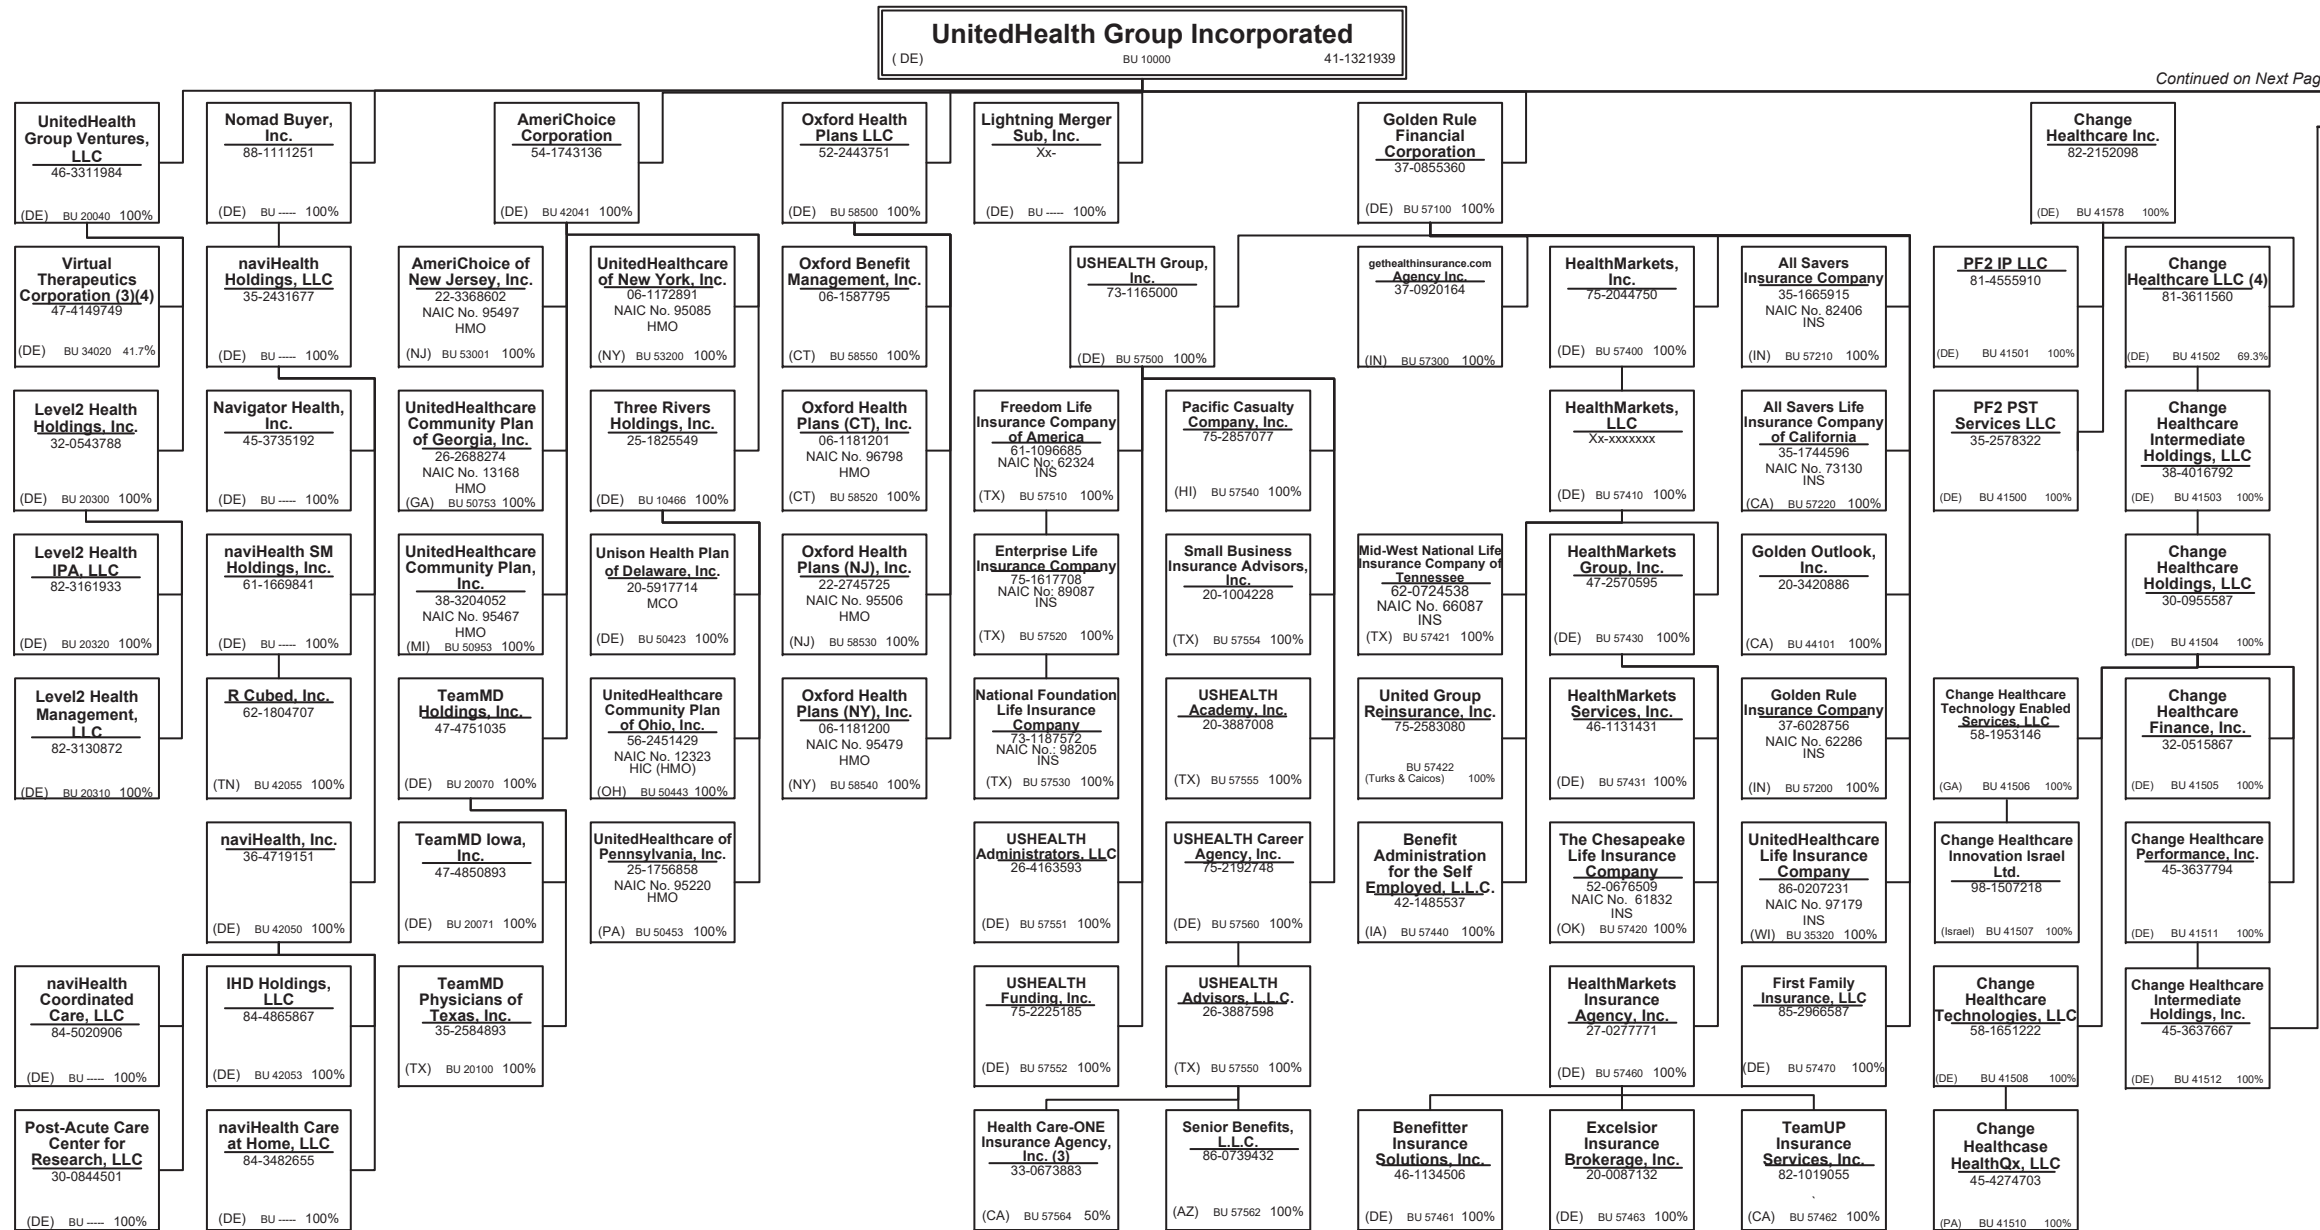 UnitedHealth Group Incorporated
( DE) BU 10000 41-1321939
Continued on Next Pag
UnitedHealth
Group Ventures,
LLC
46-3311984
(DE) BU 20040 100%
Nomad Buyer,
Inc.
88-1111251
(DE) BU ----- 100%
AmeriChoice
Corporation
54-1743136
(DE) BU 42041 100%
Oxford Health
Plans LLC
52-2443751
(DE) BU 58500 100%
Lightning Merger
Sub, Inc.
Xx-
(DE) BU ----- 100%
Golden Rule
Financial
Corporation
37-0855360
(DE) BU 57100 100%
Change
Healthcare Inc.
82-2152098
(DE) BU 41578 100%
Virtual
Therapeutics
Corporation (3)(4)
47-4149749
(DE) BU 34020 41.7%
naviHealth
Holdings, LLC
35-2431677
(DE) BU ----- 100%
AmeriChoice of
New Jersey, Inc.
22-3368602
NAIC No. 95497
HMO
(NJ) BU 53001 100%
UnitedHealthcare
of New York, Inc.
06-1172891
NAIC No. 95085
HMO
(NY) BU 53200 100%
Oxford Benefit
Management, Inc.
06-1587795
(CT) BU 58550 100%
USHEALTH Group,
Inc.
73-1165000
(DE) BU 57500 100%
gethealthinsurance.com
Agency Inc.
37-0920164
(IN) BU 57300 100%
HealthMarkets,
Inc.
75-2044750
(DE) BU 57400 100%
All Savers
Insurance Company
35-1665915
NAIC No. 82406
INS
(IN) BU 57210 100%
PF2 IP LLC
81-4555910
(DE) BU 41501 100%
Change
Healthcare LLC (4)
81-3611560
(DE) BU 41502 69.3%
Level2 Health
Holdings, Inc.
32-0543788
(DE) BU 20300 100%
Navigator Health,
Inc.
45-3735192
(DE) BU ----- 100%
UnitedHealthcare
Community Plan
of Georgia, Inc.
26-2688274
NAIC No. 13168
HMO
(GA) BU 50753 100%
Three Rivers
Holdings, Inc.
25-1825549
(DE) BU 10466 100%
Oxford Health
Plans (CT), Inc.
06-1181201
NAIC No. 96798
HMO
(CT) BU 58520 100%
Freedom Life
Insurance Company
of America
61-1096685
NAIC No: 62324
INS
(TX) BU 57510 100%
Pacific Casualty
Company, Inc.
75-2857077
(HI) BU 57540 100%
HealthMarkets,
LLC
Xx-xxxxxxx
(DE) BU 57410 100%
All Savers Life
Insurance Company
of California
35-1744596
NAIC No. 73130
INS
(CA) BU 57220 100%
PF2 PST
Services LLC
35-2578322
(DE) BU 41500 100%
Change
Healthcare
Intermediate
Holdings, LLC
38-4016792
(DE) BU 41503 100%
Level2 Health
IPA, LLC
82-3161933
(DE) BU 20320 100%
naviHealth SM
Holdings, Inc.
61-1669841
(DE) BU ----- 100%
UnitedHealthcare
Community Plan,
Inc.
38-3204052
NAIC No. 95467
HMO
(MI) BU 50953 100%
Unison Health Plan
of Delaware, Inc.
20-5917714
MCO
(DE) BU 50423 100%
Oxford Health
Plans (NJ), Inc.
22-2745725
NAIC No. 95506
HMO
(NJ) BU 58530 100%
Enterprise Life
Insurance Company
75-1617708
NAIC No: 89087
INS
(TX) BU 57520 100%
Small Business
Insurance Advisors,
Inc.
20-1004228
(TX) BU 57554 100%
Mid-West National Life
Insurance Company of
Tennessee
62-0724538
NAIC No. 66087
INS
(TX) BU 57421 100%
HealthMarkets
Group, Inc.
47-2570595
(DE) BU 57430 100%
Golden Outlook,
Inc.
20-3420886
(CA) BU 44101 100%
Change
Healthcare
Holdings, LLC
30-0955587
(DE) BU 41504 100%
Level2 Health
Management,
LLC
82-3130872
(DE) BU 20310 100%
R Cubed, Inc.
62-1804707
(TN) BU 42055 100%
TeamMD
Holdings, Inc.
47-4751035
(DE) BU 20070 100%
UnitedHealthcare
Community Plan
of Ohio, Inc.
56-2451429
NAIC No. 12323
HIC (HMO)
(OH) BU 50443 100%
Oxford Health
Plans (NY), Inc.
06-1181200
NAIC No. 95479
HMO
(NY) BU 58540 100%
National Foundation
Life Insurance
Company
73-1187572
NAIC No.: 98205
INS
(TX) BU 57530 100%
USHEALTH
Academy, Inc.
20-3887008
(TX) BU 57555 100%
United Group
Reinsurance, Inc.
75-2583080
BU 57422
(Turks & Caicos) 100%
HealthMarkets
Services, Inc.
46-1131431
(DE) BU 57431 100%
Golden Rule
Insurance Company
37-6028756
NAIC No. 62286
INS
(IN) BU 57200 100%
Change Healthcare
Technology Enabled
Services, LLC
58-1953146
(GA) BU 41506 100%
Change
Healthcare
Finance, Inc.
32-0515867
(DE) BU 41505 100%
naviHealth, Inc.
36-4719151
(DE) BU 42050 100%
TeamMD Iowa,
Inc.
47-4850893
(DE) BU 20071 100%
UnitedHealthcare of
Pennsylvania, Inc.
25-1756858
NAIC No. 95220
HMO
(PA) BU 50453 100%
USHEALTH
Administrators, LLC
26-4163593
(DE) BU 57551 100%
USHEALTH Career
Agency, Inc.
75-2192748
(DE) BU 57560 100%
Benefit
Administration
for the Self
Employed, L.L.C.
42-1485537
(IA) BU 57440 100%
The Chesapeake
Life Insurance
Company
52-0676509
NAIC No. 61832
INS
(OK) BU 57420 100%
UnitedHealthcare
Life Insurance
Company
86-0207231
NAIC No. 97179
INS
(WI) BU 35320 100%
Change Healthcare
Innovation Israel
Ltd.
98-1507218
(Israel) BU 41507 100%
Change Healthcare
Performance, Inc.
45-3637794
(DE) BU 41511 100%
naviHealth
Coordinated
Care, LLC
84-5020906
(DE) BU ----- 100%
IHD Holdings,
LLC
84-4865867
(DE) BU 42053 100%
TeamMD
Physicians of
Texas, Inc.
35-2584893
(TX) BU 20100 100%
USHEALTH
Funding, Inc.
75-2225185
(DE) BU 57552 100%
USHEALTH
Advisors, L.L.C.
26-3887598
(TX) BU 57550 100%
HealthMarkets
Insurance
Agency, Inc.
27-0277771
(DE) BU 57460 100%
First Family
Insurance, LLC
85-2966587
(DE) BU 57470 100%
Change
Healthcare
Technologies, LLC
58-1651222
(DE) BU 41508 100%
Change Healthcare
Intermediate
Holdings, Inc.
45-3637667
(DE) BU 41512 100%
Post-Acute Care
Center for
Research, LLC
30-0844501
(DE) BU ----- 100%
naviHealth Care
at Home, LLC
84-3482655
(DE) BU ----- 100%
Health Care-ONE
Insurance Agency,
Inc. (3)
33-0673883
(CA) BU 57564 50%
Senior Benefits,
L.L.C.
86-0739432
(AZ) BU 57562 100%
Benefitter
Insurance
Solutions, Inc.
46-1134506
(DE) BU 57461 100%
Excelsior
Insurance
Brokerage, Inc.
20-0087132
(DE) BU 57463 100%
TeamUP
Insurance
Services, Inc.
82-1019055
`
(CA) BU 57462 100%
Change
Healthcase
HealthQx, LLC
45-4274703
(PA) BU 41510 100%